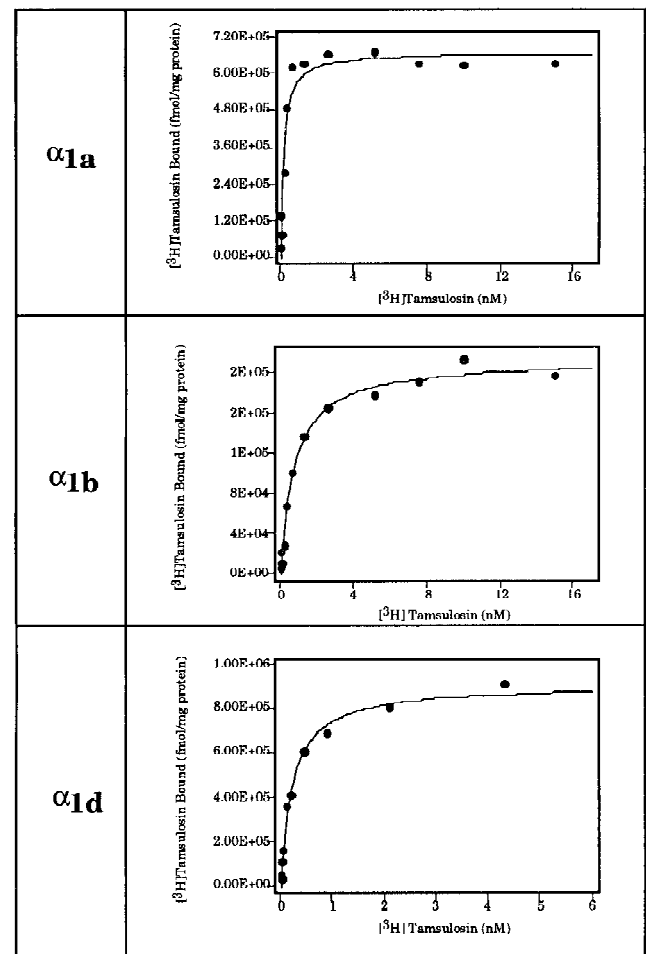 α1a
[3H]Tamsulosin Bound (fmol/mg protein)
7.20E+05
6.00E+05
4.80E+05
3.60E+05
2.40E+05
1.20E+05
0.00E+00
0 4 8 12 16
[3H]Tamsulosin (nM)
α1b
[3H]Tamsulosin Bound (fmol/mg protein)
2E+05
2E+05
1E+05
8E+04
4E+04
0E+00
0 4 8 12 16
[3H] Tamsulosin (nM)
α1d
[3H]Tamsulosin Bound (fmol/mg protein)
1.00E+06
8.00E+05
6.00E+05
4.00E+05
2.00E+05
0.00E+00
0 1 2 3 4 5 6
[3H] Tamsulosin (nM)